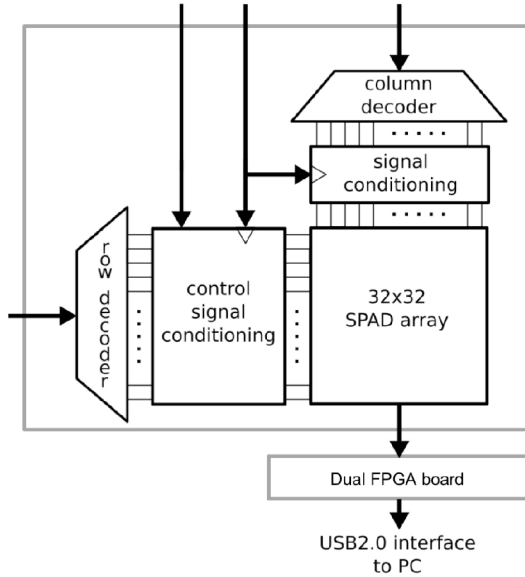 column
decoder
signal
conditioning
row decoder
control
signal
conditioning
32x32
SPAD array
Dual FPGA board
USB2.0 interface
to PC